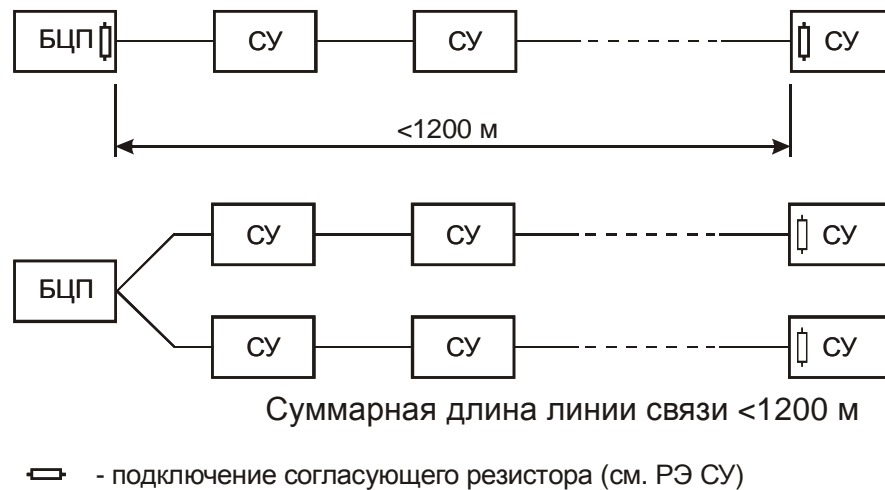 БЦП СУ СУ СУ
<1200 м
СУ СУ СУ
БЦП
СУ СУ СУ
Суммарная длина линии связи <1200 м
- подключение согласующего резистора (см. РЭ СУ)